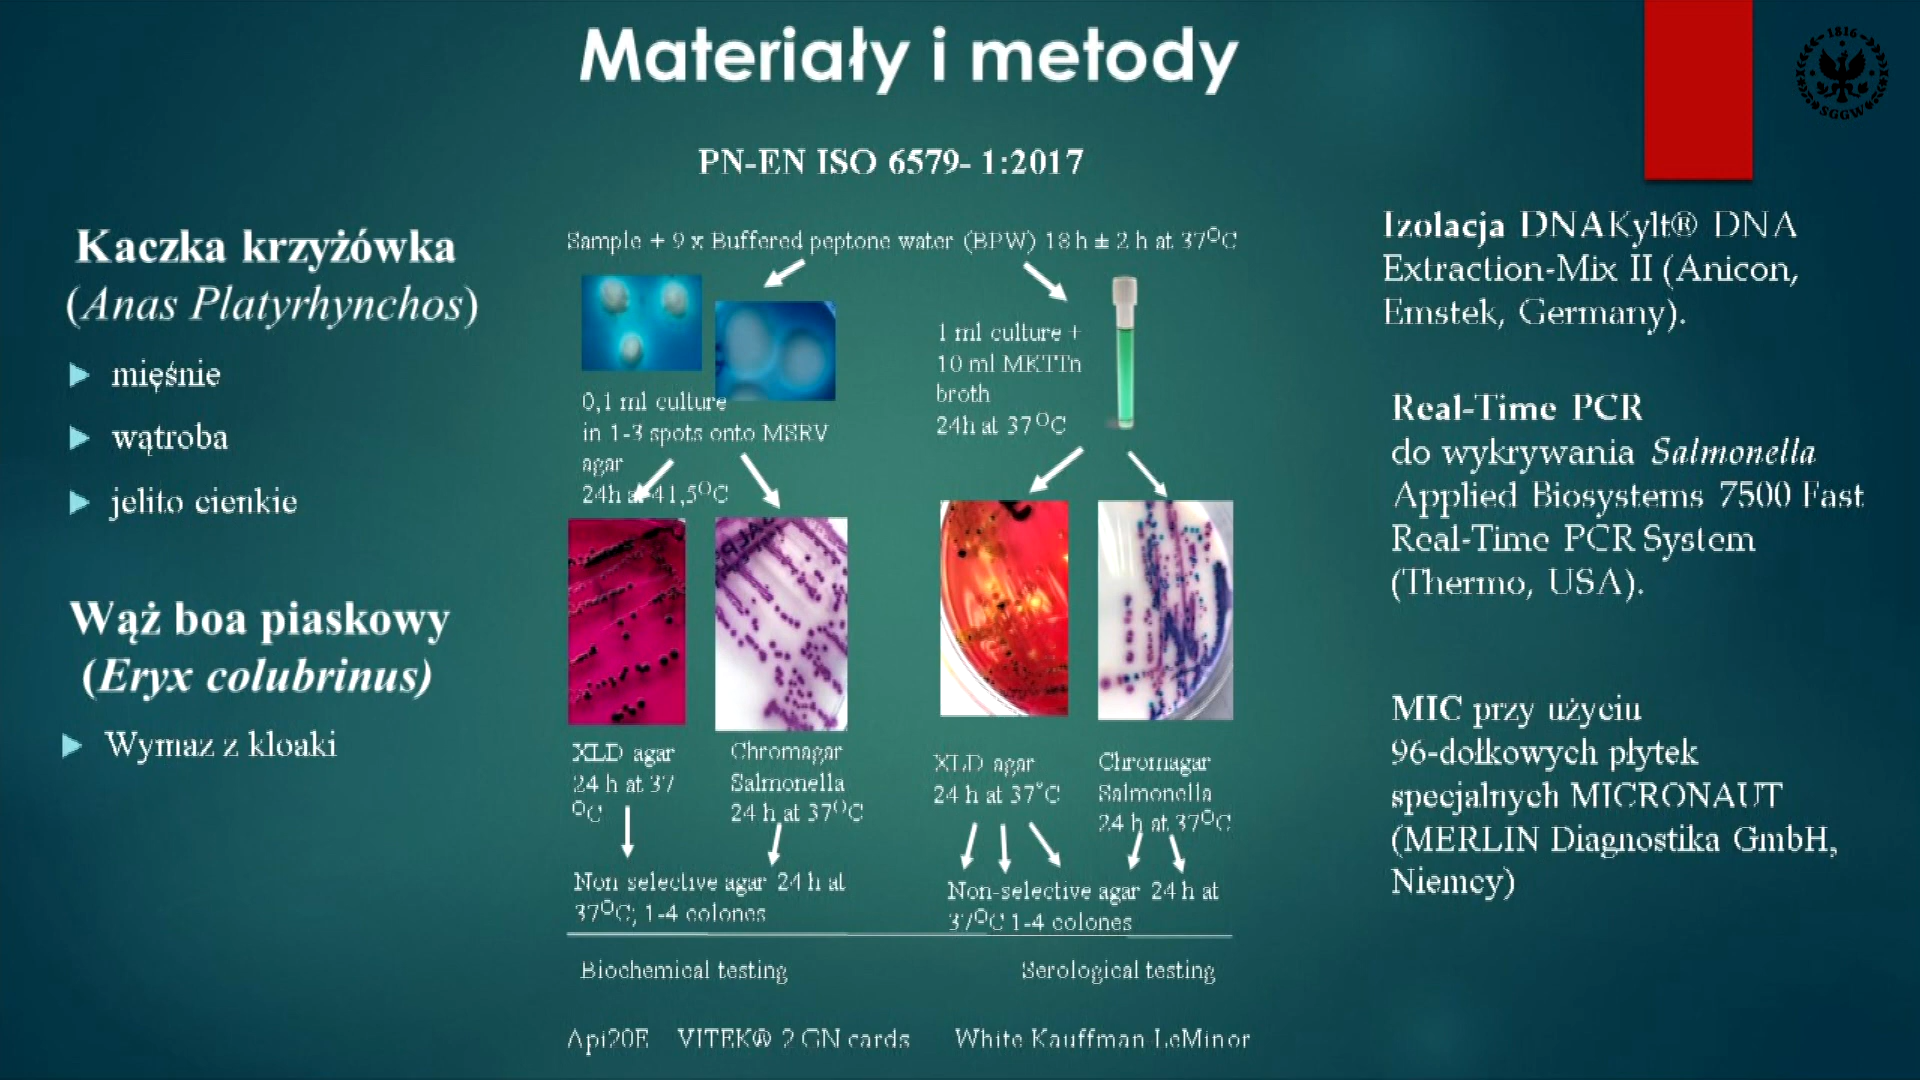 Materiały i metody
1816
SGGW
PN-EN ISO 6579- 1:2017
Kaczka krzyżówka
(Anas Platyrhynchos)
mięśnie
wątroba
jelito cienkie
Wąż boa piaskowy
(Eryx colubrinus)
Wymaz z kloaki
Sample + 9 x Buffered peptone water (BPW) 18 h ± 2 h at 37°C
0,1 ml culture
in 1-3 spots onto MSRV
agar
24h at 41,5°C
1 ml culture +
10 ml MKTTn
broth
24h at 37°C
XLD agar
24 h at 37
°C
Chromagar
Salmonella
24 h at 37°C
XLD agar
24 h at 37°C
Chromagar
Salmonella
24 h at 37°C
Non selective agar 24 h at
37°C; 1-4 colones
Non-selective agar 24 h at
37°C 1-4 colones
Biochemical testing
Serological testing
Api20E VITEK® 2 GN cards
White Kauffman LeMinor
Izolacja DNAKylt® DNA
Extraction-Mix II (Anicon,
Emstek, Germany).
Real-Time PCR
do wykrywania Salmonella
Applied Biosystems 7500 Fast
Real-Time PCR System
(Thermo, USA).
MIC przy użyciu
96-dołkowych płytek
specjalnych MICRONAUT
(MERLIN Diagnostika GmbH,
Niemcy)